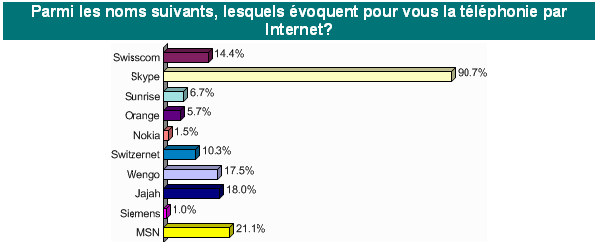 Parmi les noms suivants, lesquels évoquent pour vous la téléphonie par
Internet?
Swisscom 14.4%
Skype 90.7%
Sunrise 6.7%
Orange 5.7%
Nokia 1.5%
Switzernet 10.3%
Wengo 17.5%
Jajah 18.0%
Siemens 1.0%
MSN 21.1%